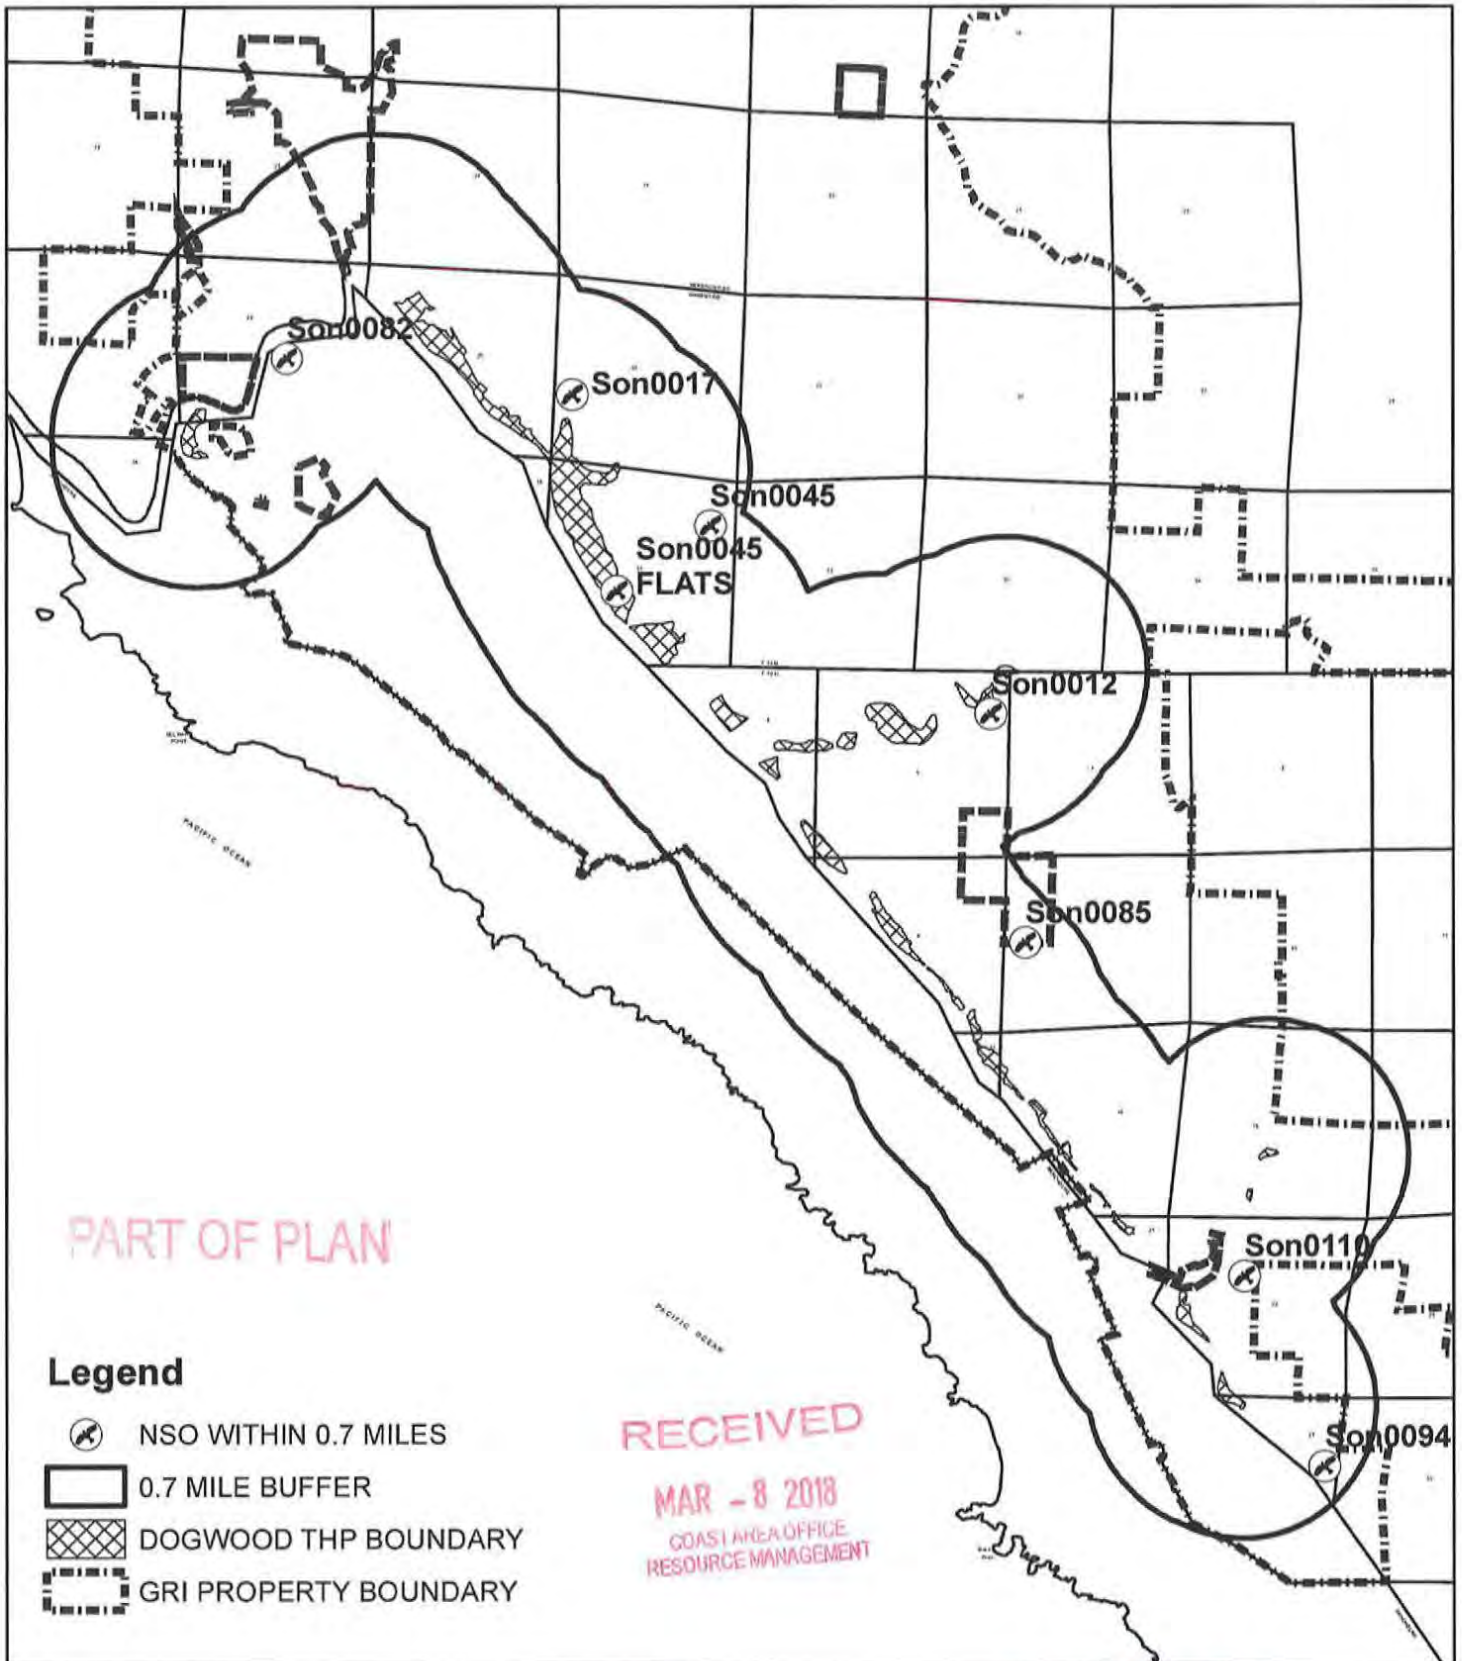 Son0082
Son0017
Son0045
Son0045
FLATS
Son0012
PACIFIC OCEAN
Son0085
PART OF PLAN
Son0110
PACIFIC OCEAN
Legend
NSO WITHIN 0.7 MILES
0.7 MILE BUFFER
DOGWOOD THP BOUNDARY
GRI PROPERTY BOUNDARY
RECEIVED
MAR - 8 2018
COAST AREA OFFICE
RESOURCE MANAGEMENT
Son0094